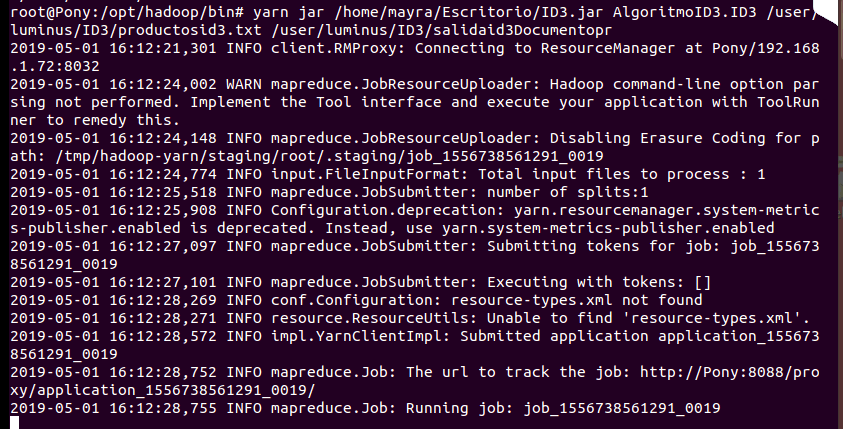 root@Pony:/opt/hadoop/bin# yarn jar /home/mayra/Escritorio/ID3.jar AlgoritmoID3.ID3 /user/
luminus/ID3/productosid3.txt /user/luminus/ID3/salidaid3Documentopr
2019-05-01 16:12:21,301 INFO client.RMProxy: Connecting to ResourceManager at Pony/192.168
.1.72:8032
2019-05-01 16:12:24,002 WARN mapreduce.JobResourceUploader: Hadoop command-line option par
sing not performed. Implement the Tool interface and execute your application with ToolRun
ner to remedy this.
2019-05-01 16:12:24,148 INFO mapreduce.JobResourceUploader: Disabling Erasure Coding for p
ath: /tmp/hadoop-yarn/staging/root/.staging/job_1556738561291_0019
2019-05-01 16:12:24,774 INFO input.FileInputFormat: Total input files to process : 1
2019-05-01 16:12:25,518 INFO mapreduce.JobSubmitter: number of splits:1
2019-05-01 16:12:25,908 INFO Configuration.deprecation: yarn.resourcemanager.system-metric
s-publisher.enabled is deprecated. Instead, use yarn.system-metrics-publisher.enabled
2019-05-01 16:12:27,097 INFO mapreduce.JobSubmitter: Submitting tokens for job: job_155673
8561291_0019
2019-05-01 16:12:27,101 INFO mapreduce.JobSubmitter: Executing with tokens: []
2019-05-01 16:12:28,269 INFO conf.Configuration: resource-types.xml not found
2019-05-01 16:12:28,271 INFO resource.ResourceUtils: Unable to find 'resource-types.xml'.
2019-05-01 16:12:28,572 INFO impl.YarnClientImpl: Submitted application application_155673
8561291_0019
2019-05-01 16:12:28,752 INFO mapreduce.Job: The url to track the job: http://Pony:8088/pro
xy/application_1556738561291_0019/
2019-05-01 16:12:28,755 INFO mapreduce.Job: Running job: job_1556738561291_0019